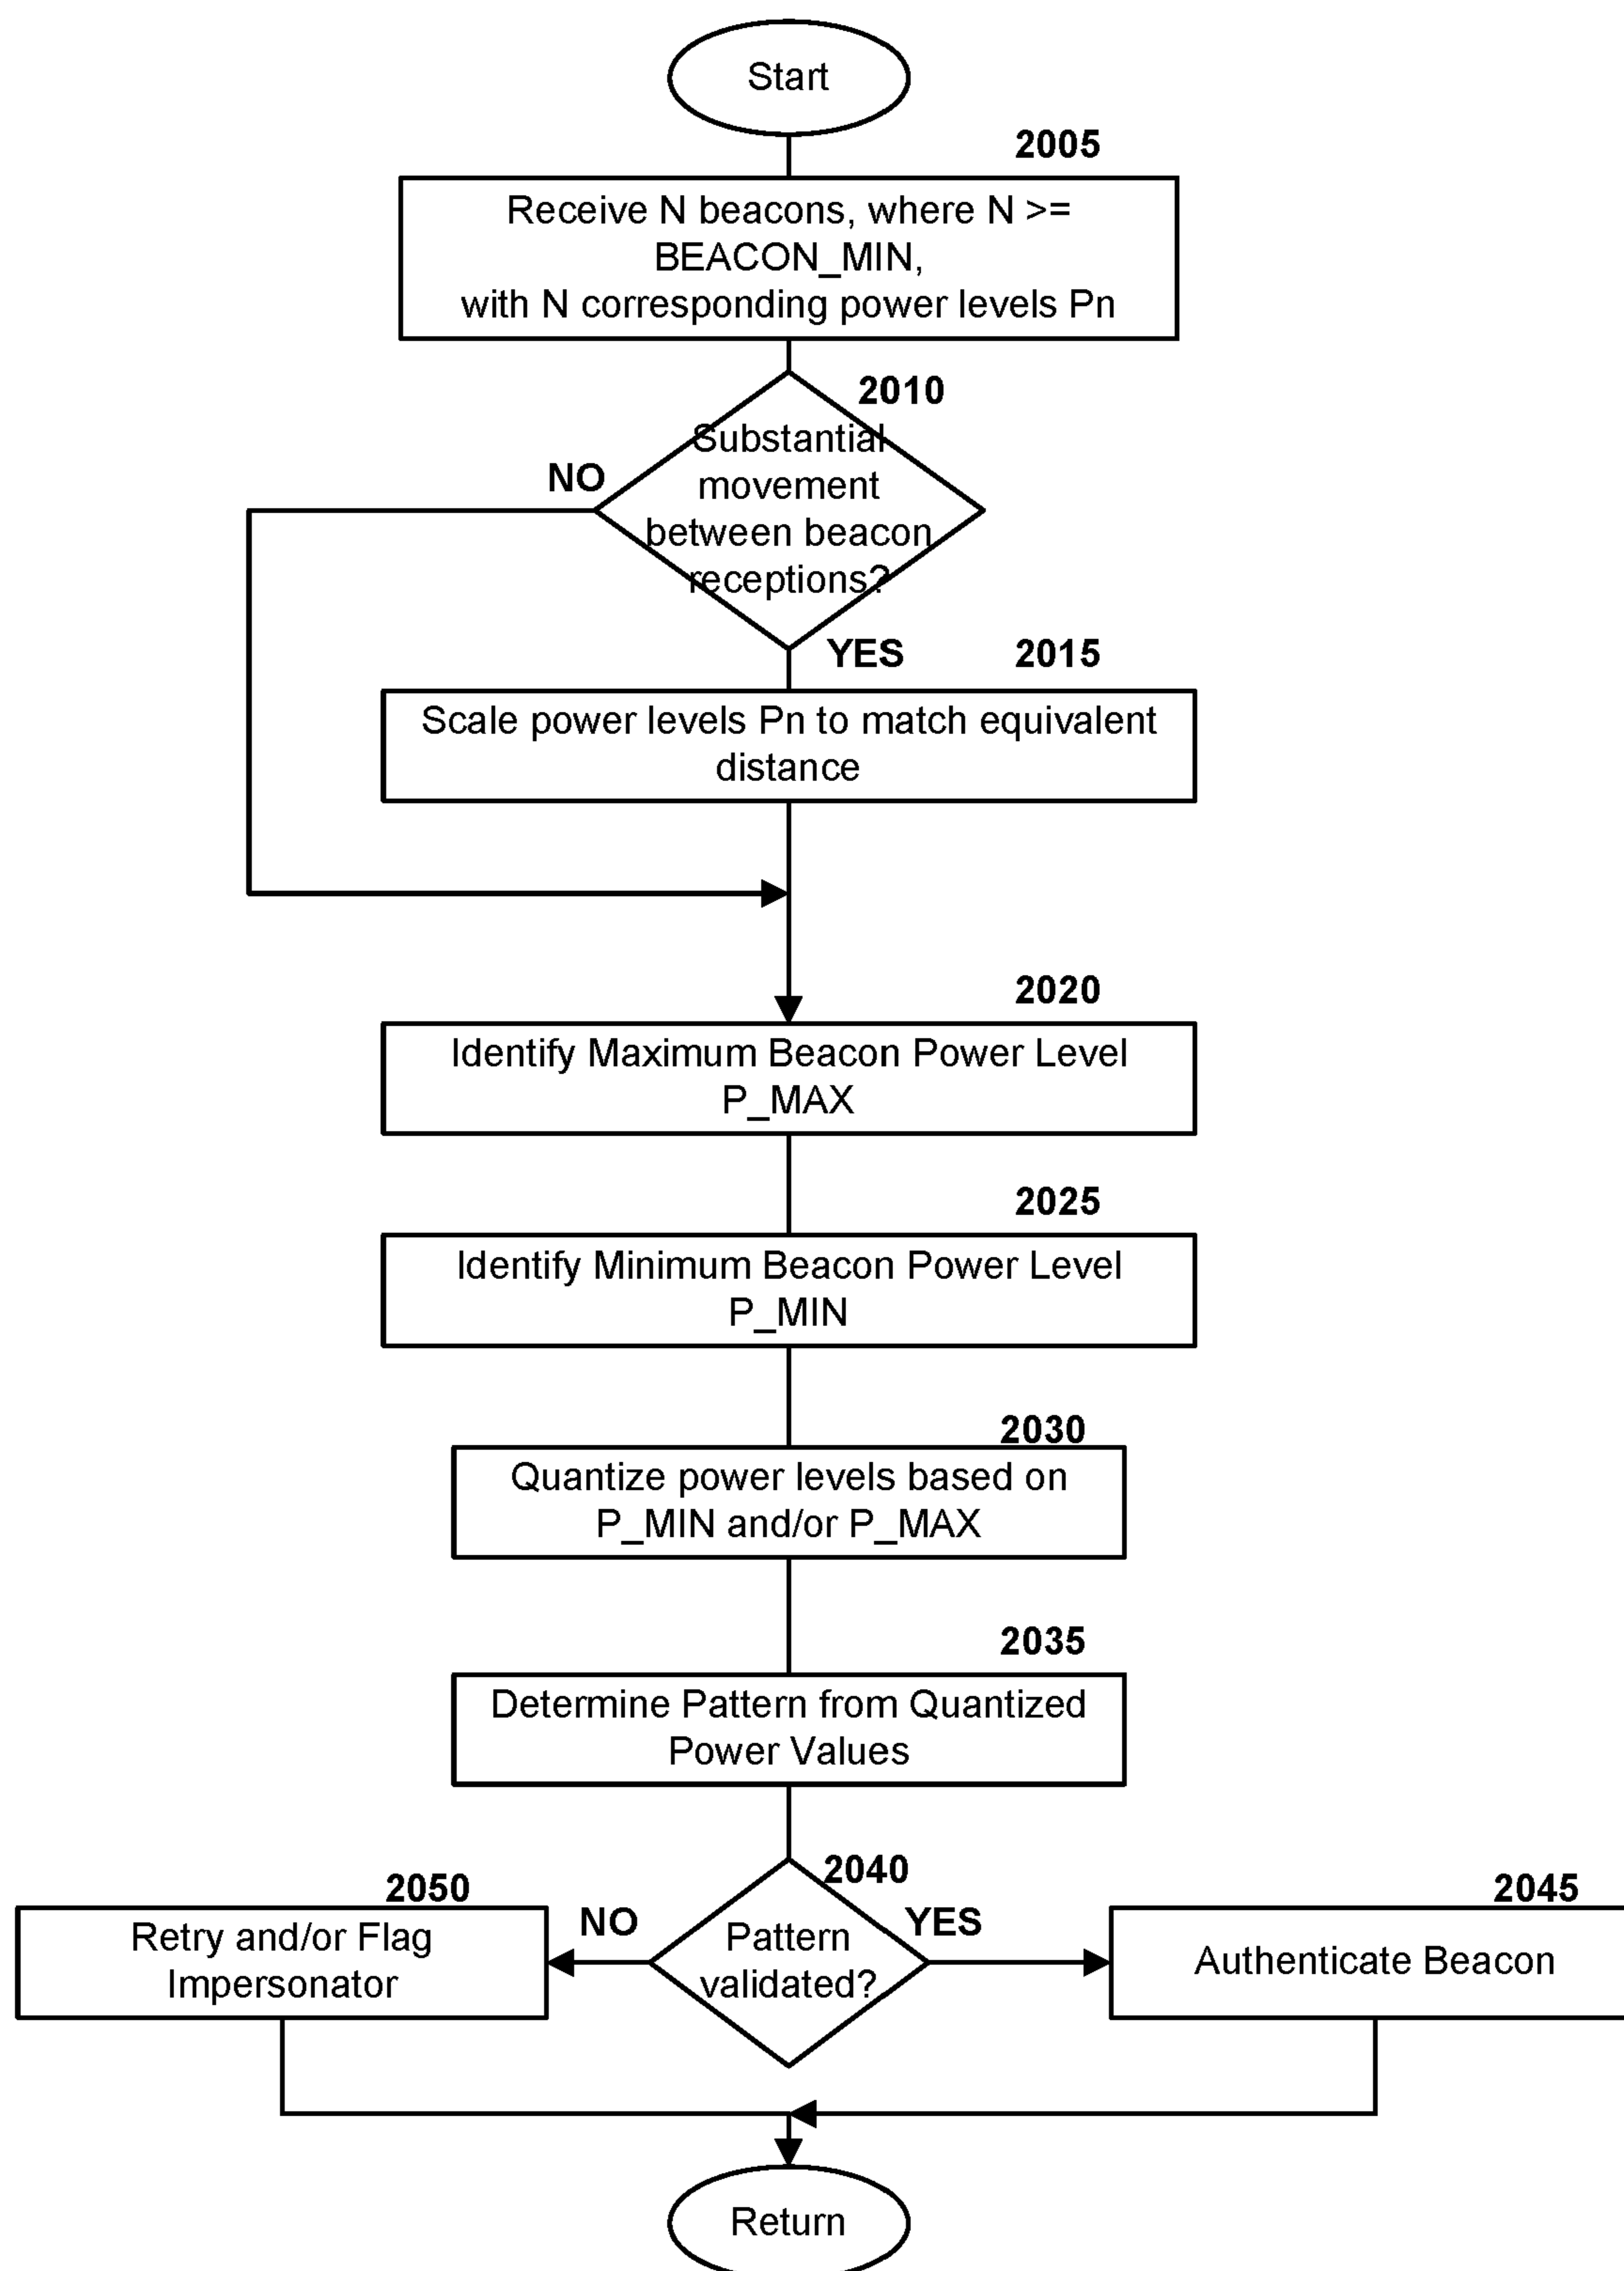 Start
2005
Receive N beacons, where N >=
BEACON_MIN,
with N corresponding power levels Pn
2010
Substantial
movement
between beacon
receptions?
NO
YES
2015
Scale power levels Pn to match equivalent
distance
2020
Identify Maximum Beacon Power Level
P_MAX
2025
Identify Minimum Beacon Power Level
P_MIN
2030
Quantize power levels based on
P_MIN and/or P_MAX
2035
Determine Pattern from Quantized
Power Values
2040
Pattern
validated?
NO
YES
2050
Retry and/or Flag
Impersonator
2045
Authenticate Beacon
Return